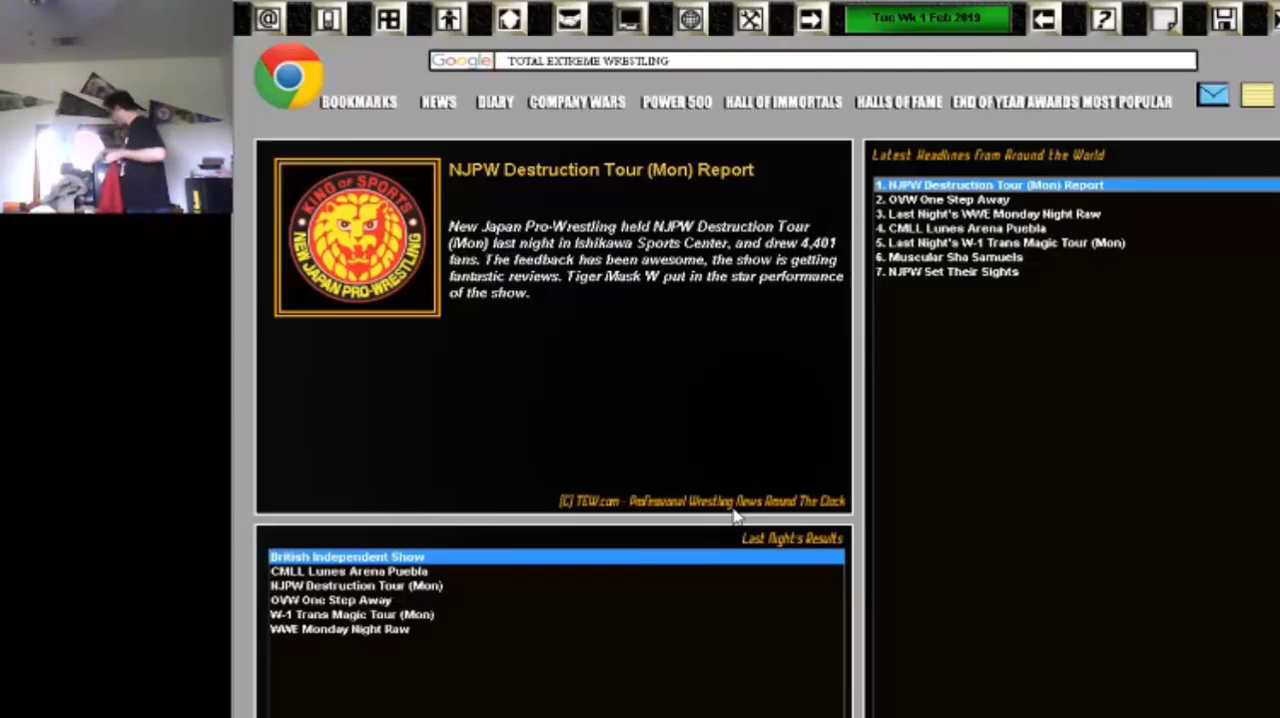 Tue Wk 1 Feb 2019
Google TOTAL EXTREME WRESTLING
BOOKMARKS NEWS DIARY COMPANY WARS POWER 500 HALL OF IMMORTALS HALLS OF FAME END OF YEAR AWARDS MOST POPULAR
KING OF SPORTS
NEW JAPAN PRO-WRESTLING
NJPW Destruction Tour (Mon) Report
New Japan Pro-Wrestling held NJPW Destruction Tour
(Mon) last night in Ishikawa Sports Center, and drew 4,401
fans. The feedback has been awesome, the show is getting
fantastic reviews. Tiger Mask W put in the star performance
of the show.
(C) TEW.com - Professional Wrestling News Around The Clock
Latest Headlines From Around the World
1. NJPW Destruction Tour (Mon) Report
2. OVW One Step Away
3. Last Night's WWE Monday Night Raw
4. CMLL Lunes Arena Puebla
5. Last Night's W-1 Trans Magic Tour (Mon)
6. Muscular Sha Samuels
7. NJPW Set Their Sights
Last Night's Results
British Independent Show
CMLL Lunes Arena Puebla
NJPW Destruction Tour (Mon)
OVW One Step Away
W-1 Trans Magic Tour (Mon)
WWE Monday Night Raw